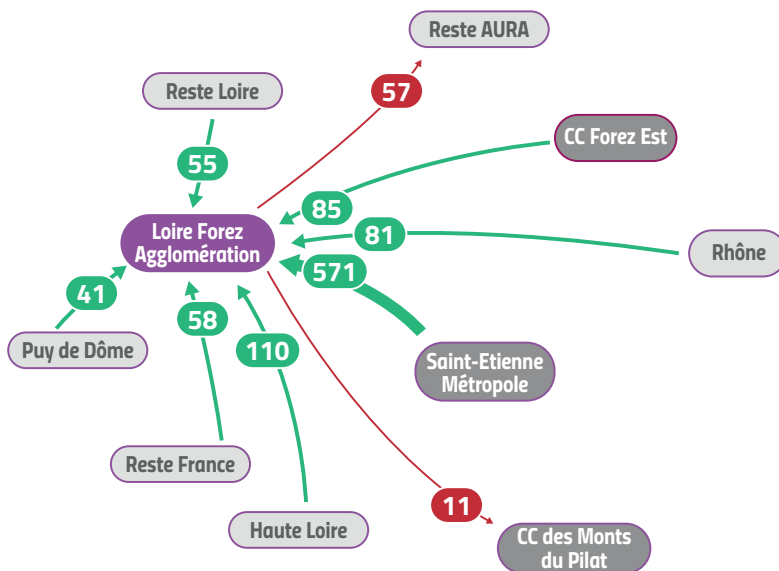 Reste AURA
57
Reste Loire
CC Forez Est
55
85
81
Loire Forez
Agglomération
Rhône
571
41
58
110
Puy de Dôme
Saint-Etienne
Métropole
Reste France
11
Haute Loire
CC des Monts
du Pilat